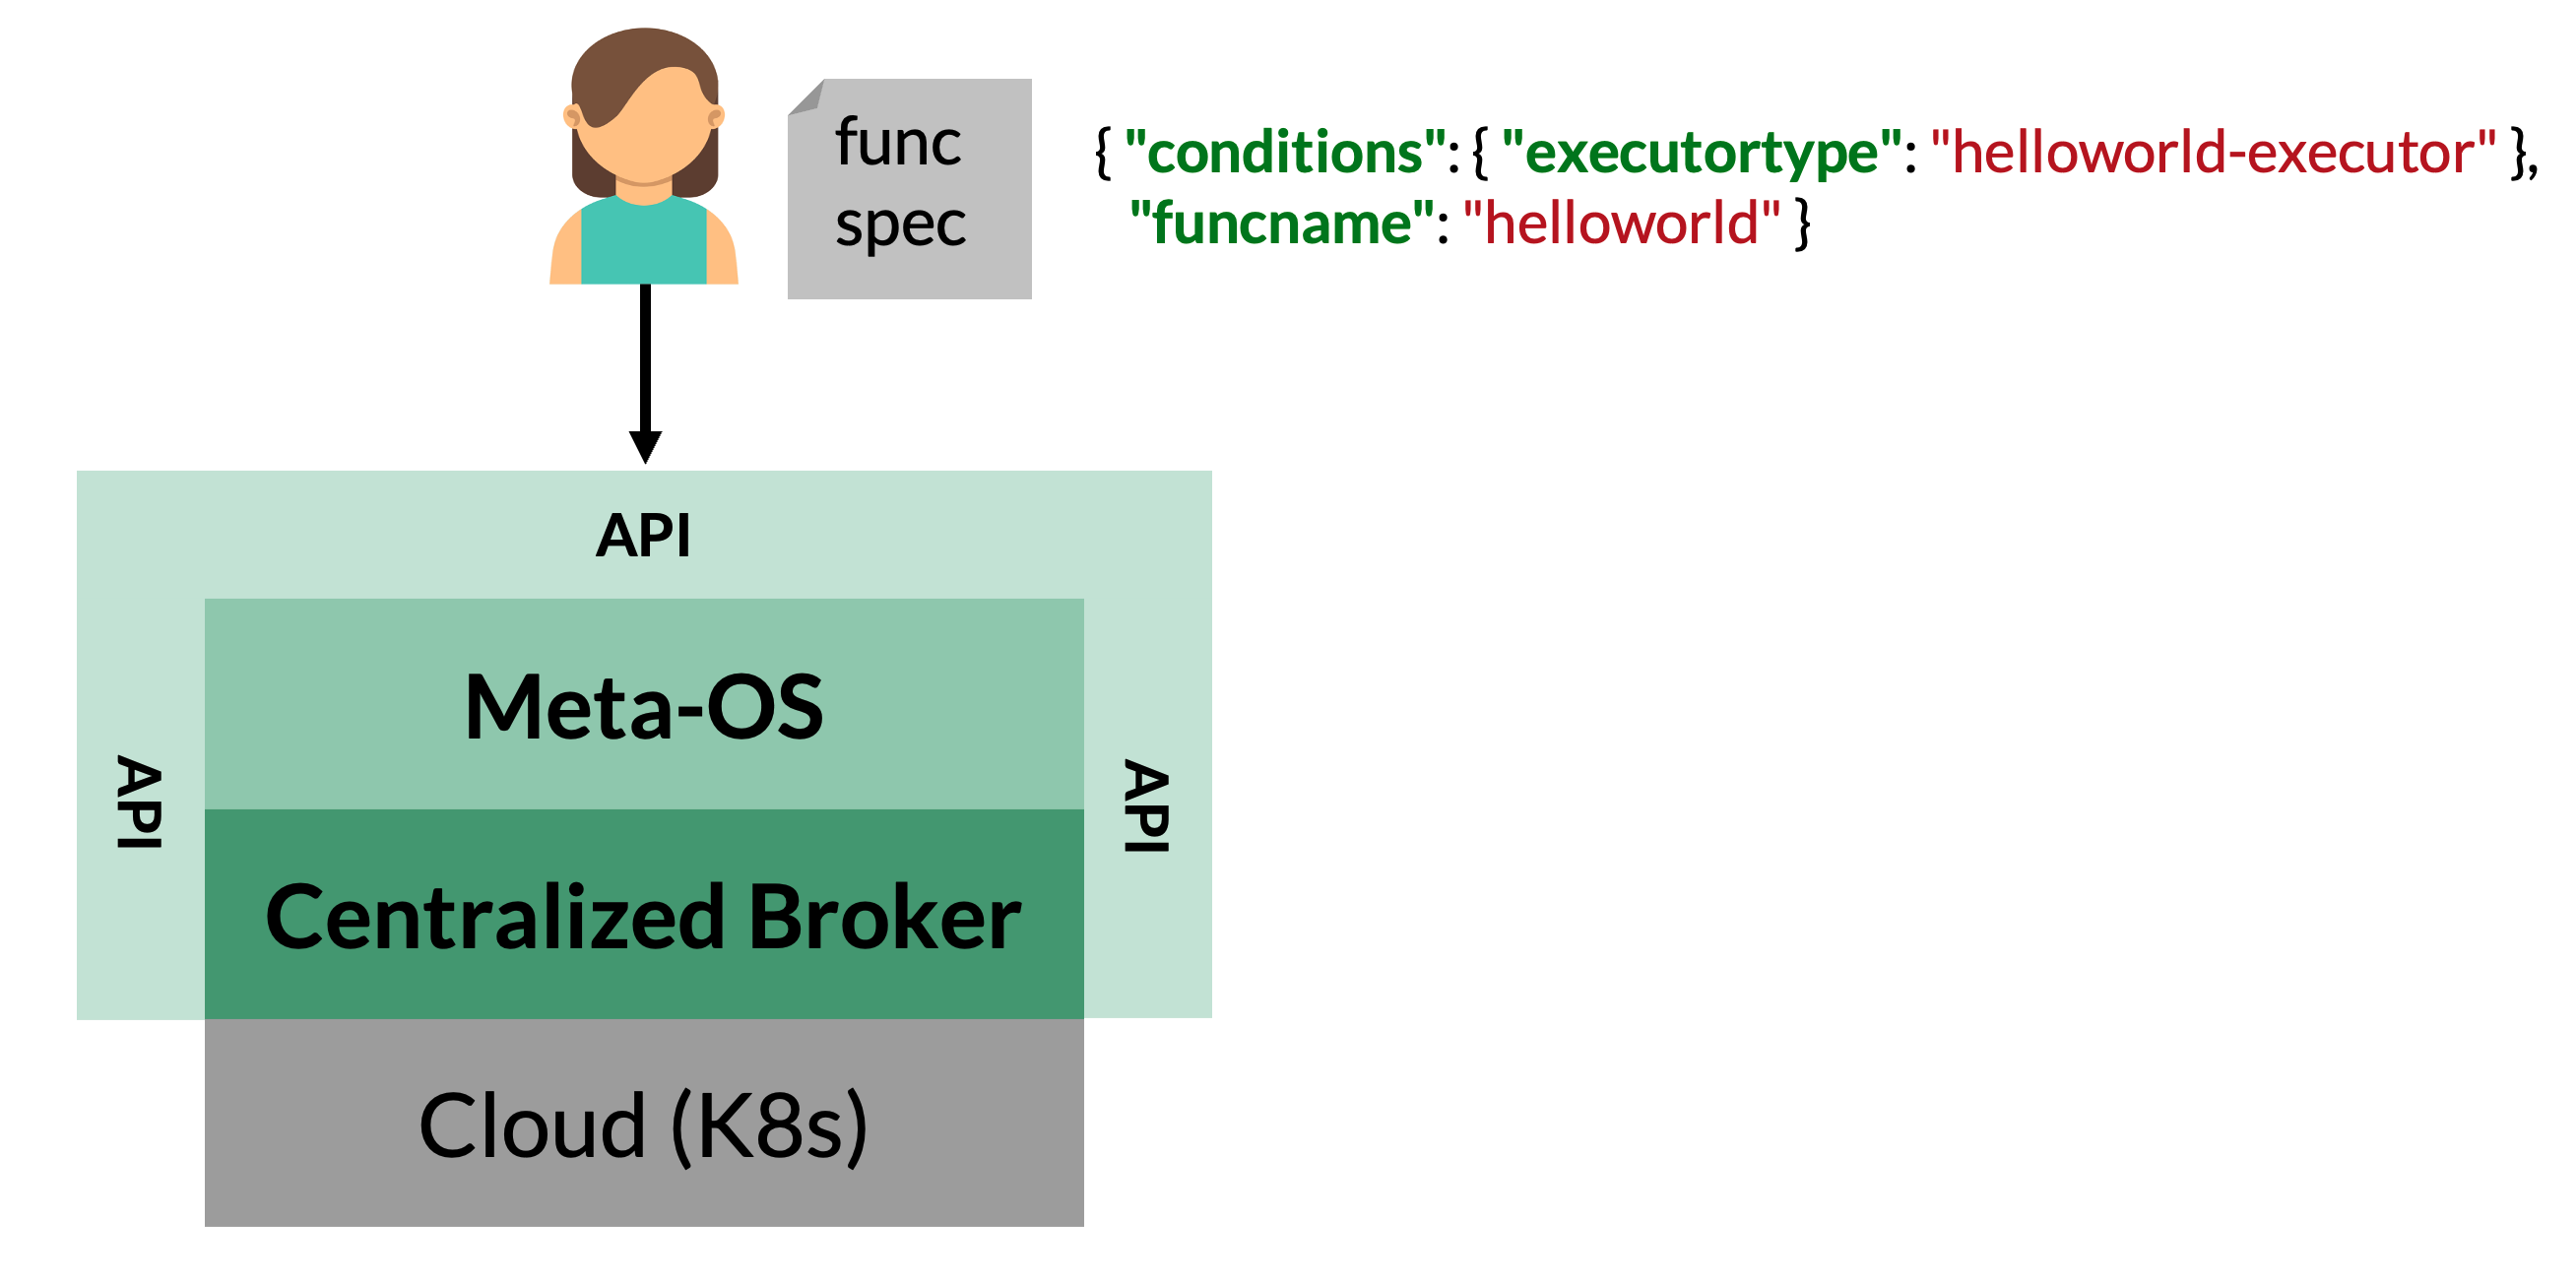 func
spec
{ "conditions": { "executortype": "helloworld-executor" },
"funcname": "helloworld" }
API
Meta-OS
API
API
Centralized Broker
Cloud (K8s)